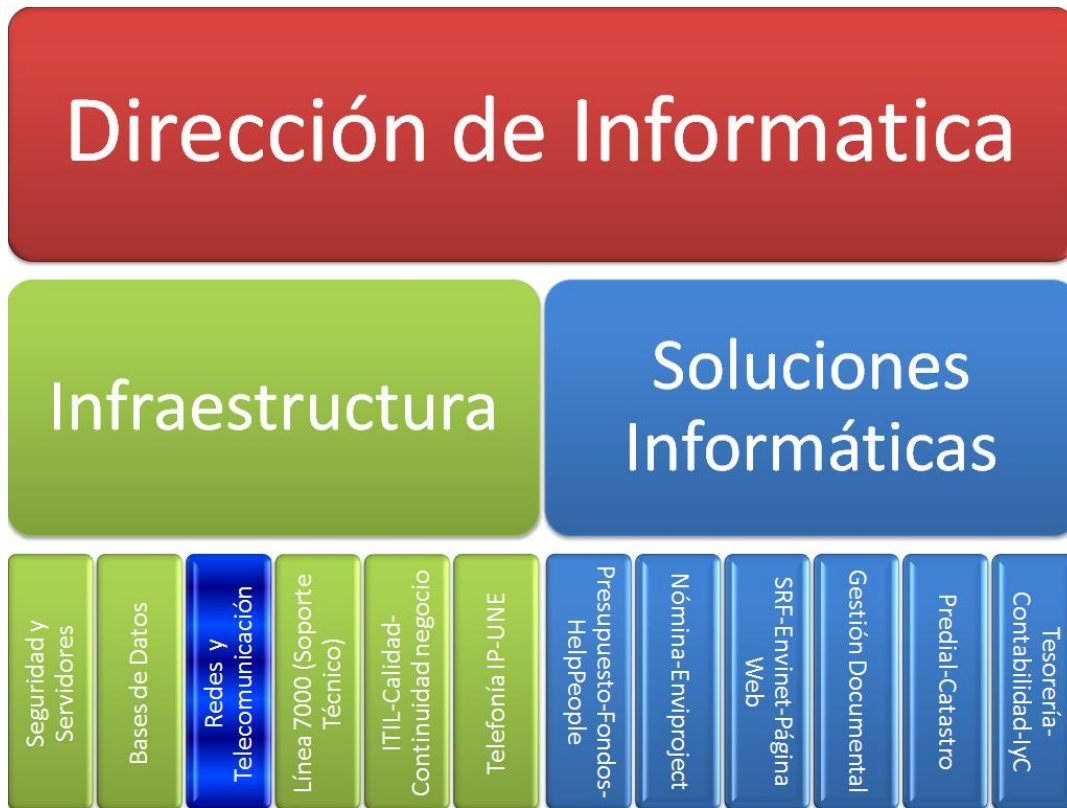 Dirección de Informatica
Infraestructura
Soluciones
Informáticas
Seguridad y
Servidores
Bases de Datos
Redes y
Telecomunicación
Línea 7000 (Soporte
Técnico)
ITIL-Calidad-
Continuidad negocio
Telefonía IP-UNE
Presupuesto-Fondos-
HelpPeople
Nómina-Enviproject
SRF-Envinet-Página
Web
Gestión Documental
Predial-Catastro
Tesorería-
Contabilidad-IyC